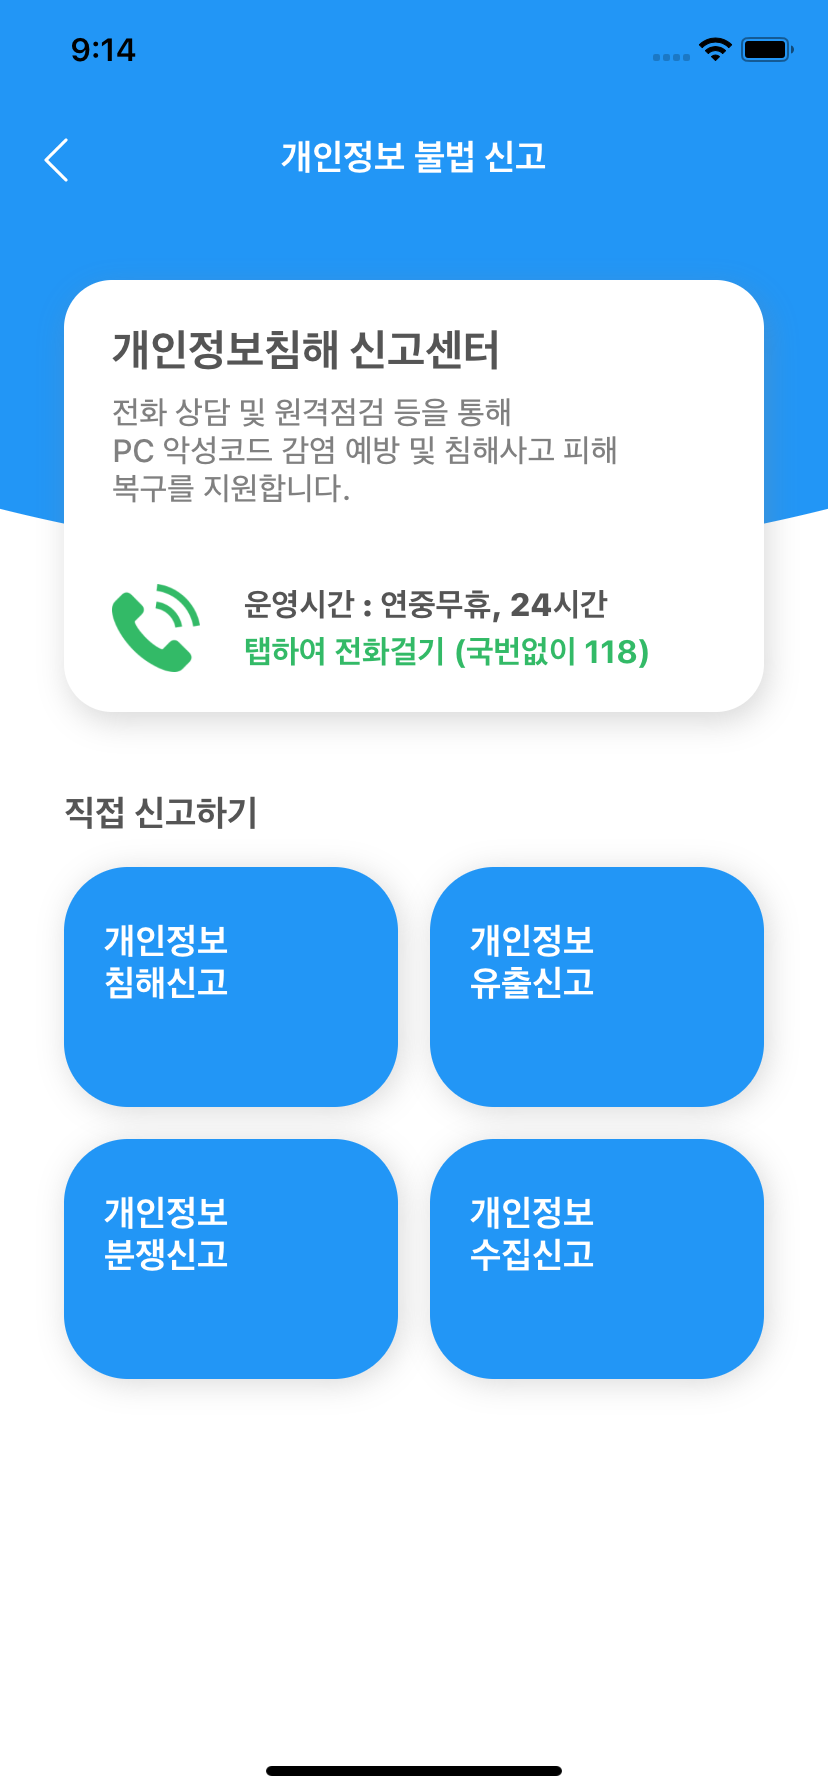 9:14
개인정보 불법 신고
개인정보침해 신고센터
전화 상담 및 원격점검 등을 통해
PC 악성코드 감염 예방 및 침해사고 피해
복구를 지원합니다.
운영시간 : 연중무휴, 24시간
탭하여 전화걸기 (국번없이 118)
직접 신고하기
개인정보
침해신고
개인정보
유출신고
개인정보
분쟁신고
개인정보
수집신고